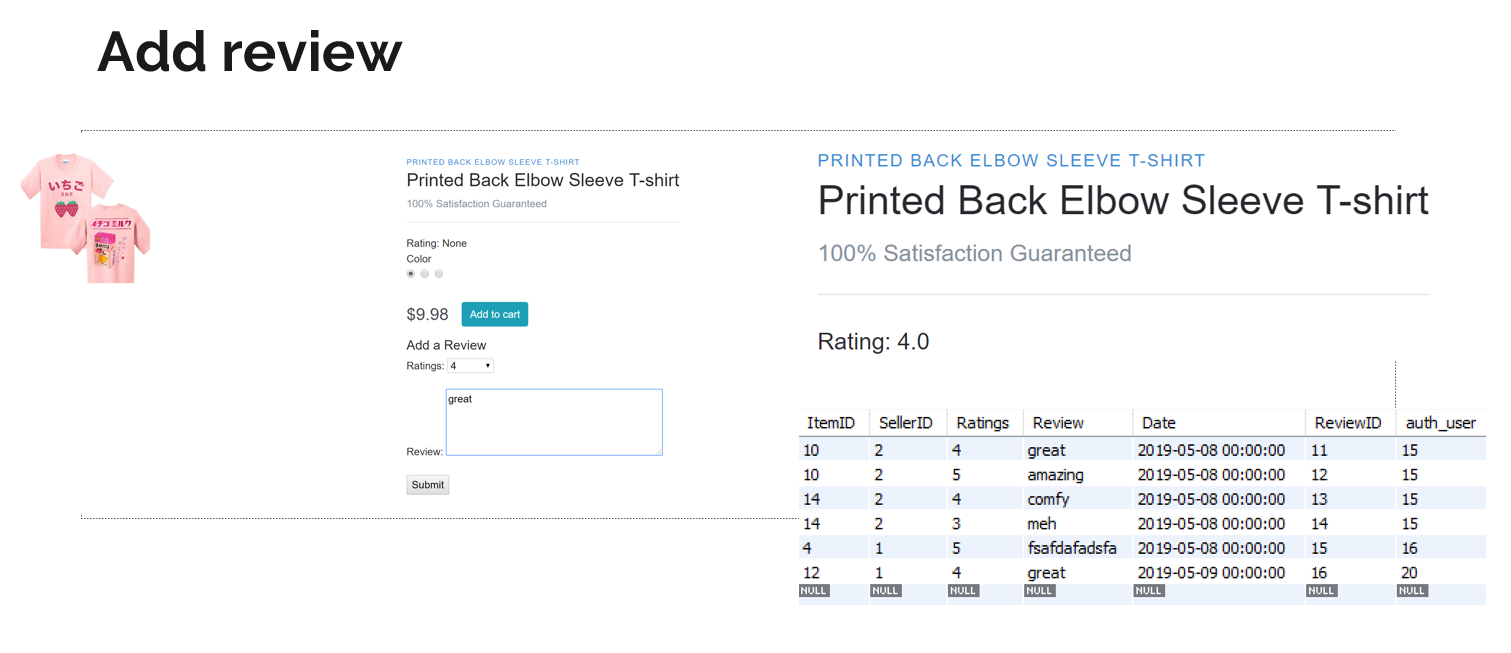 Add review
いちご
ミルク
イチゴミルク
PRINTED BACK ELBOW SLEEVE T-SHIRT
Printed Back Elbow Sleeve T-shirt
100% Satisfaction Guaranteed
Rating: None
Color
$9.98 Add to cart
Add a Review
Ratings: 4
great
Review:
Submit
PRINTED BACK ELBOW SLEEVE T-SHIRT
Printed Back Elbow Sleeve T-shirt
100% Satisfaction Guaranteed
Rating: 4.0
ItemID SellerID Ratings Review Date ReviewID auth_user
10 2 4 great 2019-05-08 00:00:00 11 15
10 2 5 amazing 2019-05-08 00:00:00 12 15
14 2 4 comfy 2019-05-08 00:00:00 13 15
14 2 3 meh 2019-05-08 00:00:00 14 15
4 1 5 fsafdafadsfa 2019-05-08 00:00:00 15 16
12 1 4 great 2019-05-09 00:00:00 16 20
NULL NULL NULL NULL NULL NULL NULL